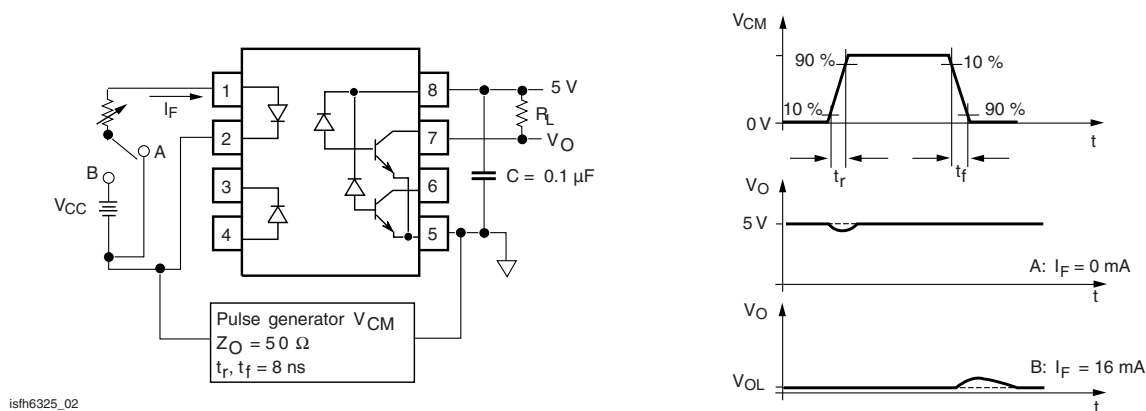 1
2
3
4
8
7
6
5
I_F
A
B
V_CC
5 V
R_L
V_O
C = 0.1 µF
Pulse generator V_CM
Z_O = 50 Ω
t_r, t_f = 8 ns
isfh6325_02
V_CM
90 %
10 %
10 %
90 %
0 V
t
t_r
t_f
V_O
5 V
A: I_F = 0 mA
t
V_O
B: I_F = 16 mA
V_OL
t